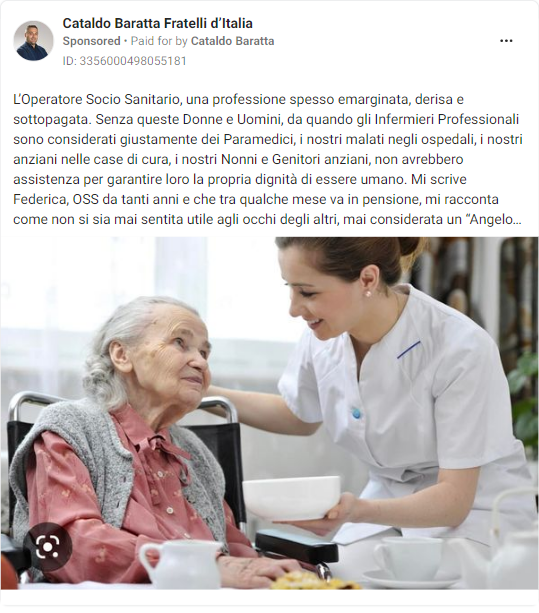 Cataldo Baratta Fratelli d'Italia
Sponsored • Paid for by Cataldo Baratta
ID: 3356000498055181
L'Operatore Socio Sanitario, una professione spesso emarginata, derisa e
sottopagata. Senza queste Donne e Uomini, da quando gli Infermieri Professionali
sono considerati giustamente dei Paramedici, i nostri malati negli ospedali, i nostri
anziani nelle case di cura, i nostri Nonni e Genitori anziani, non avrebbero
assistenza per garantire loro la propria dignità di essere umano. Mi scrive
Federica, OSS da tanti anni e che tra qualche mese va in pensione, mi racconta
come non si sia mai sentita utile agli occhi degli altri, mai considerata un “Angelo...